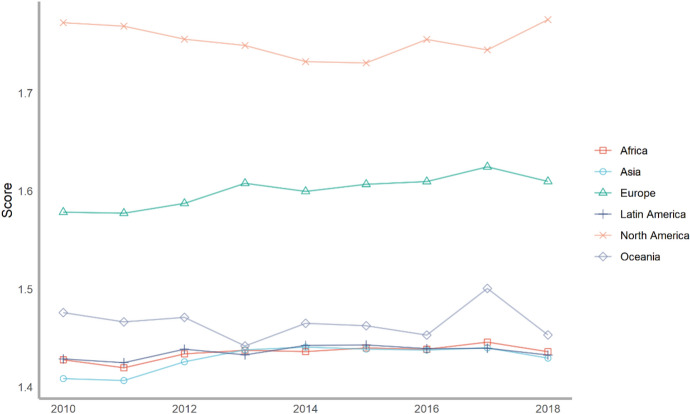 Score
1.7
1.6
1.5
1.4
2010 2012 2014 2016 2018
Africa
Asia
Europe
Latin America
North America
Oceania